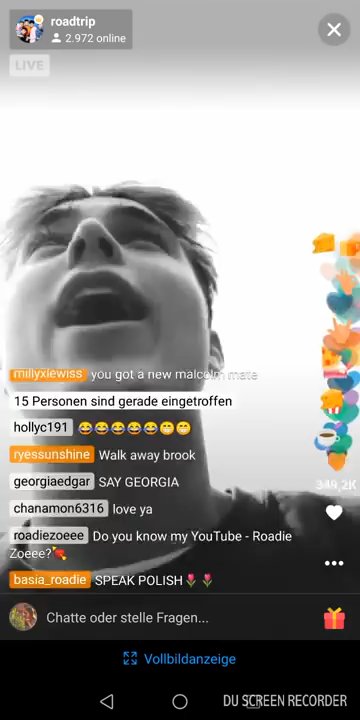 roadtrip
2.972 online
LIVE
millyxlewiss you got a new malcolm mate
15 Personen sind gerade eingetroffen
hollyc191 😂😂😂😂😂😁😁
ryessunshine Walk away brook
georgiaedgar SAY GEORGIA
chanamon6316 love ya
roadiezoeee Do you know my YouTube - Roadie
Zoeee?🍬
basia_roadie SPEAK POLISH🌷🌷
349,2K
Chatte oder stelle Fragen...
Vollbildanzeige
DU SCREEN RECORDER